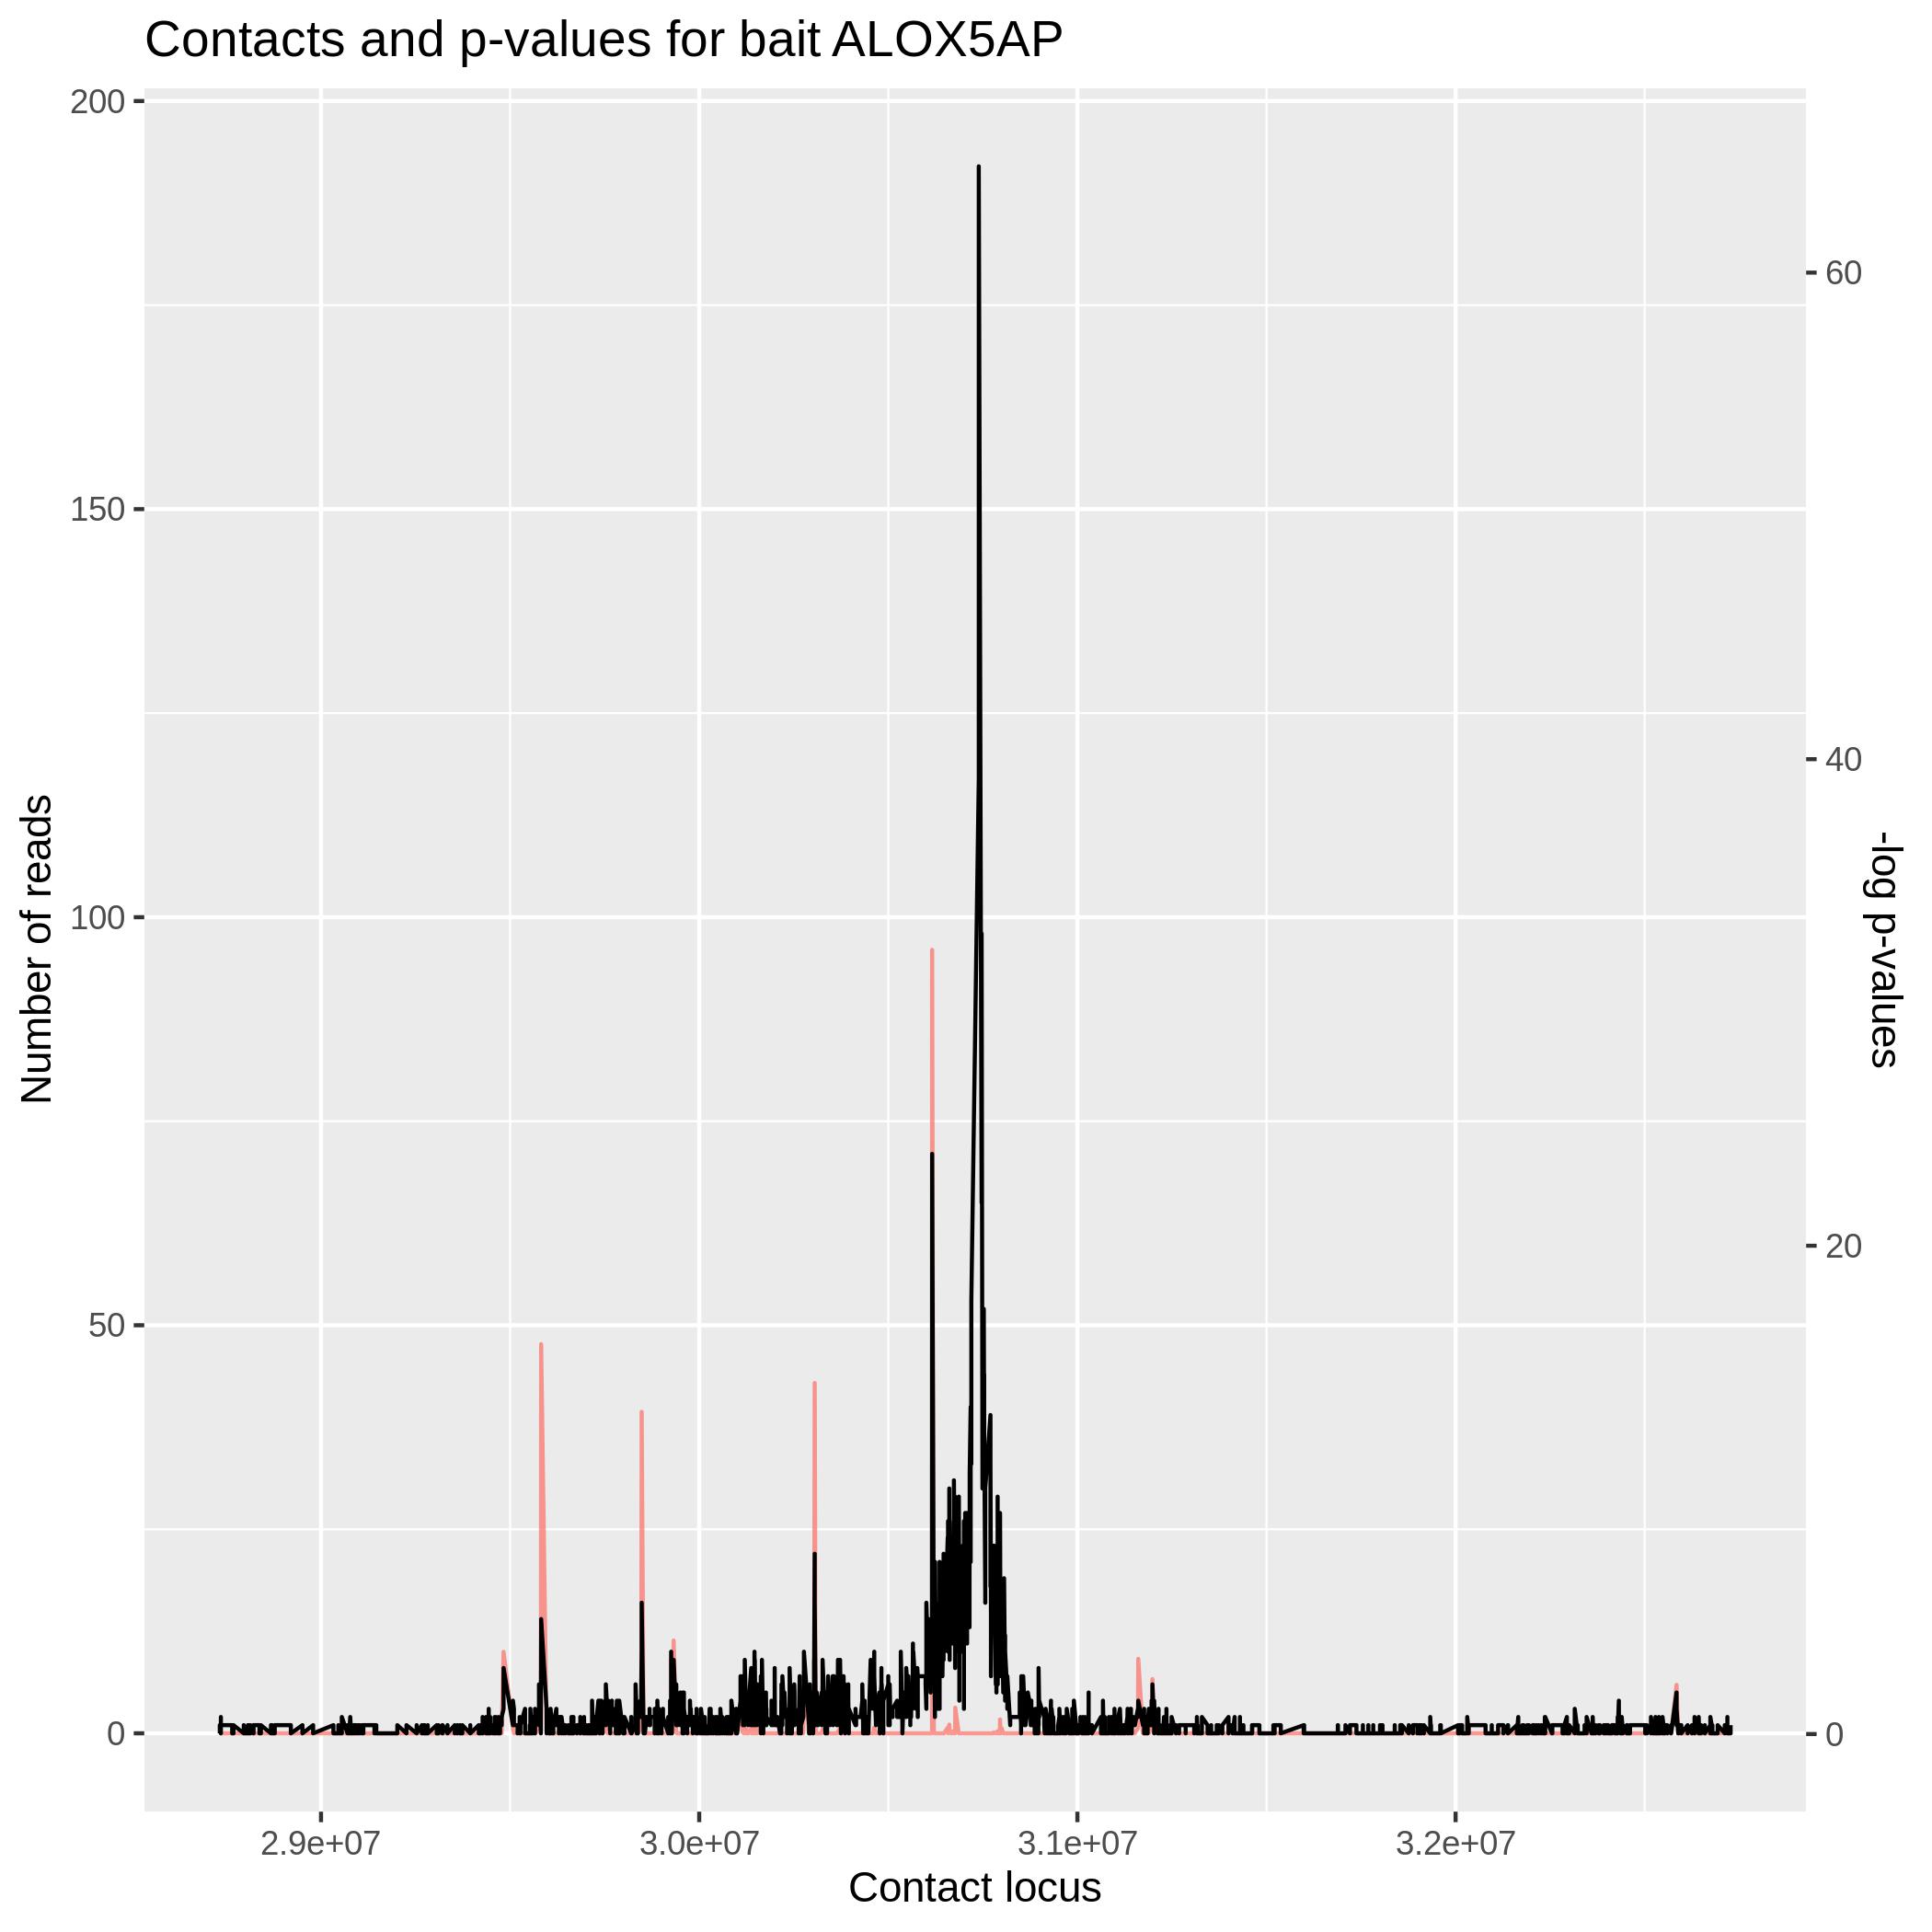 Contacts and p-values for bait ALOX5AP
200
150
100
50
0
Number of reads
60
40
20
0
-log p-values
2.9e+07
3.0e+07
3.1e+07
3.2e+07
Contact locus